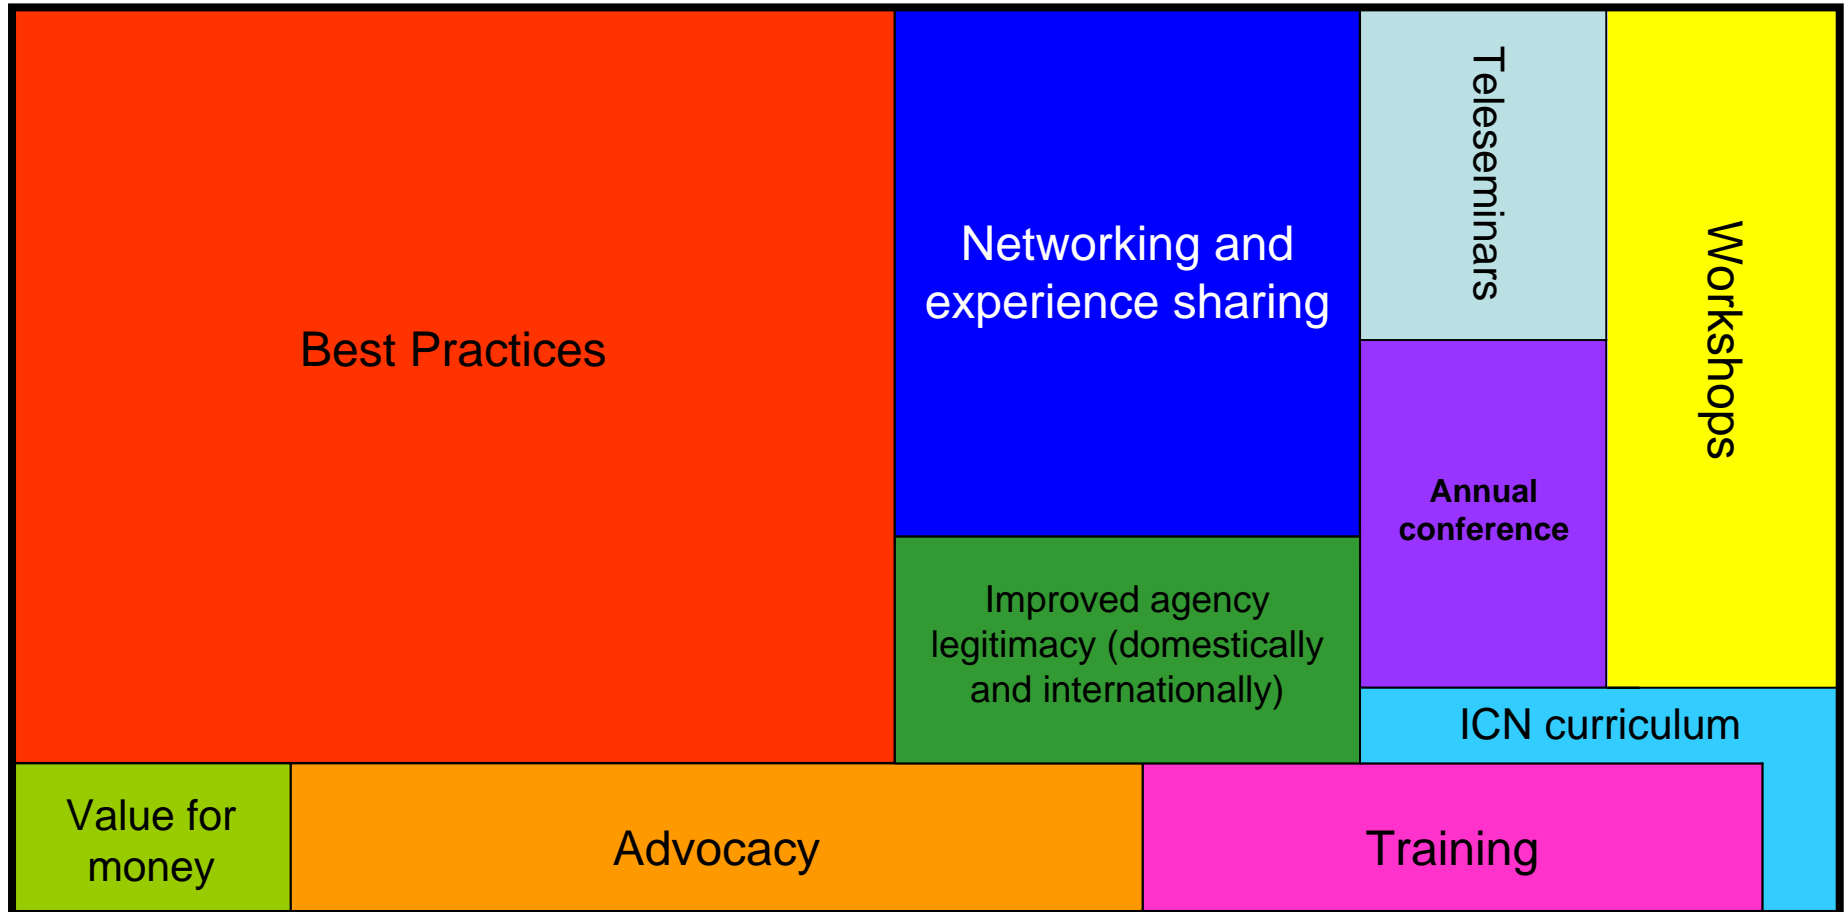 Best Practices
Networking and
experience sharing
Teleseminars
Workshops
Annual
conference
Improved agency
legitimacy (domestically
and internationally)
ICN curriculum
Value for
money
Advocacy
Training